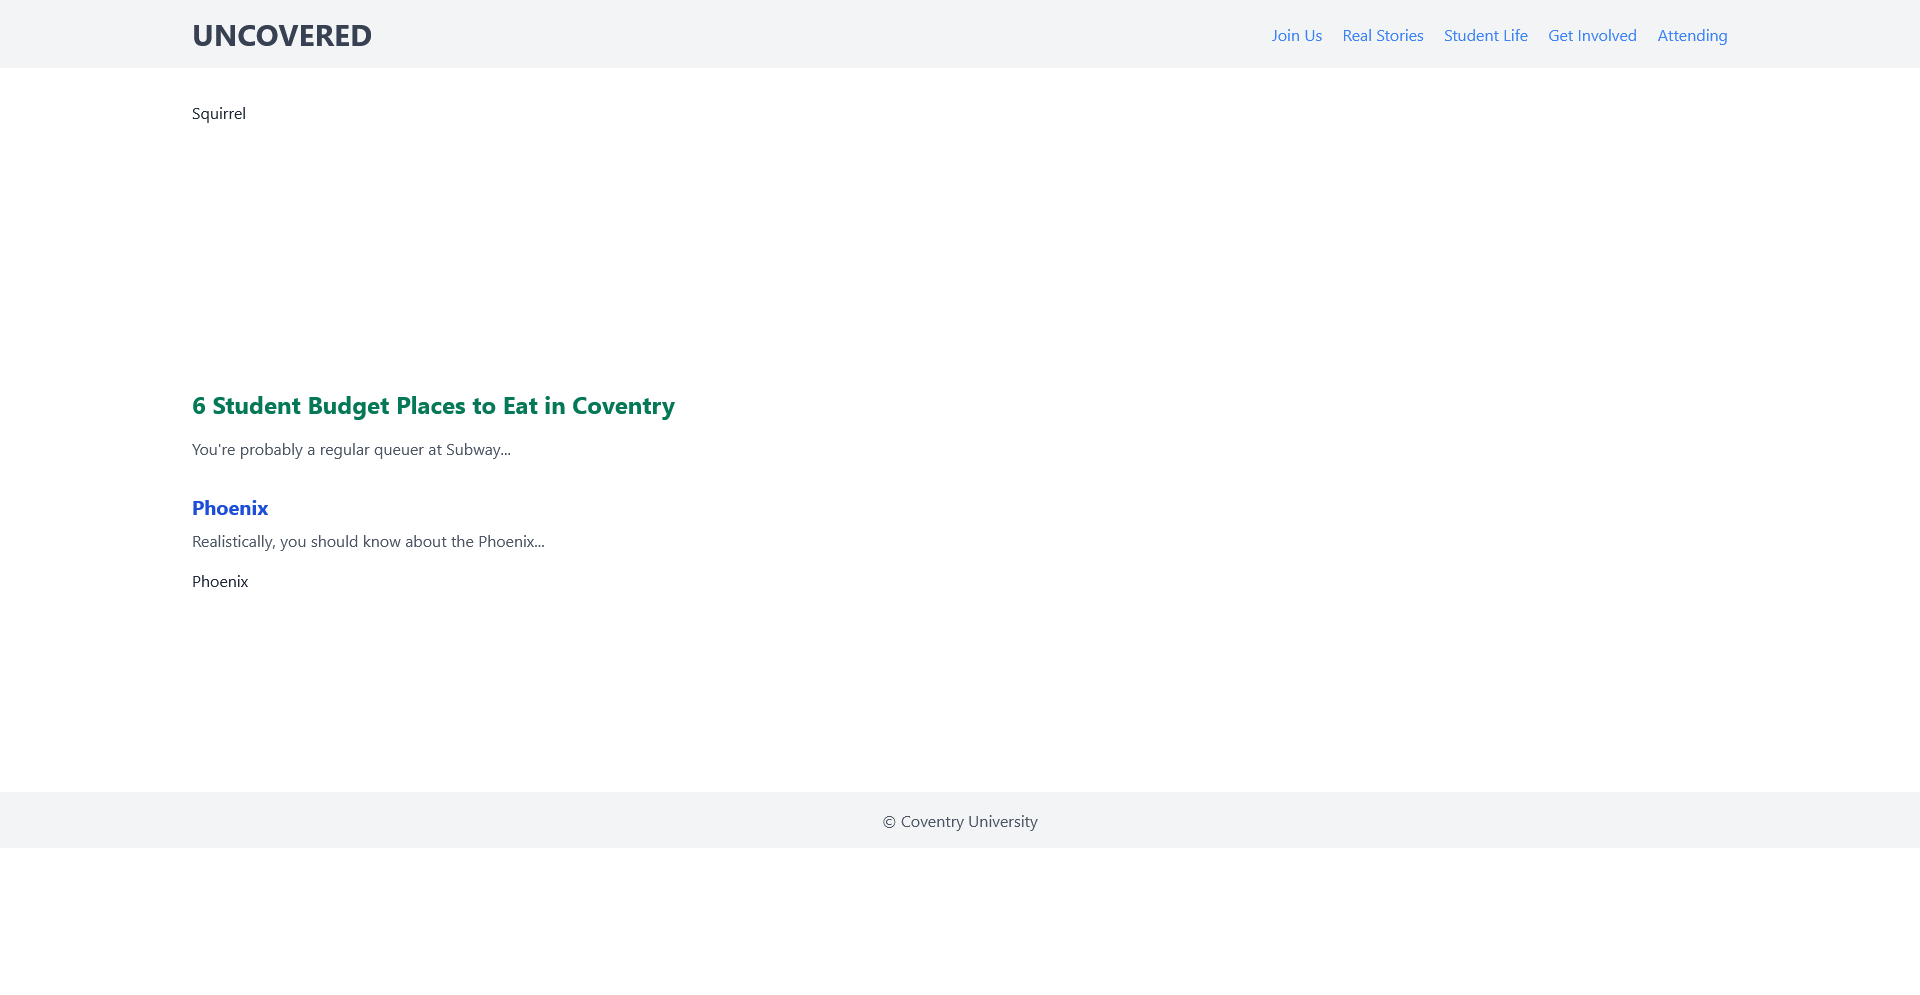 UNCOVERED
Join Us Real Stories Student Life Get Involved Attending
Squirrel
6 Student Budget Places to Eat in Coventry
You're probably a regular queuer at Subway...
Phoenix
Realistically, you should know about the Phoenix...
Phoenix
© Coventry University